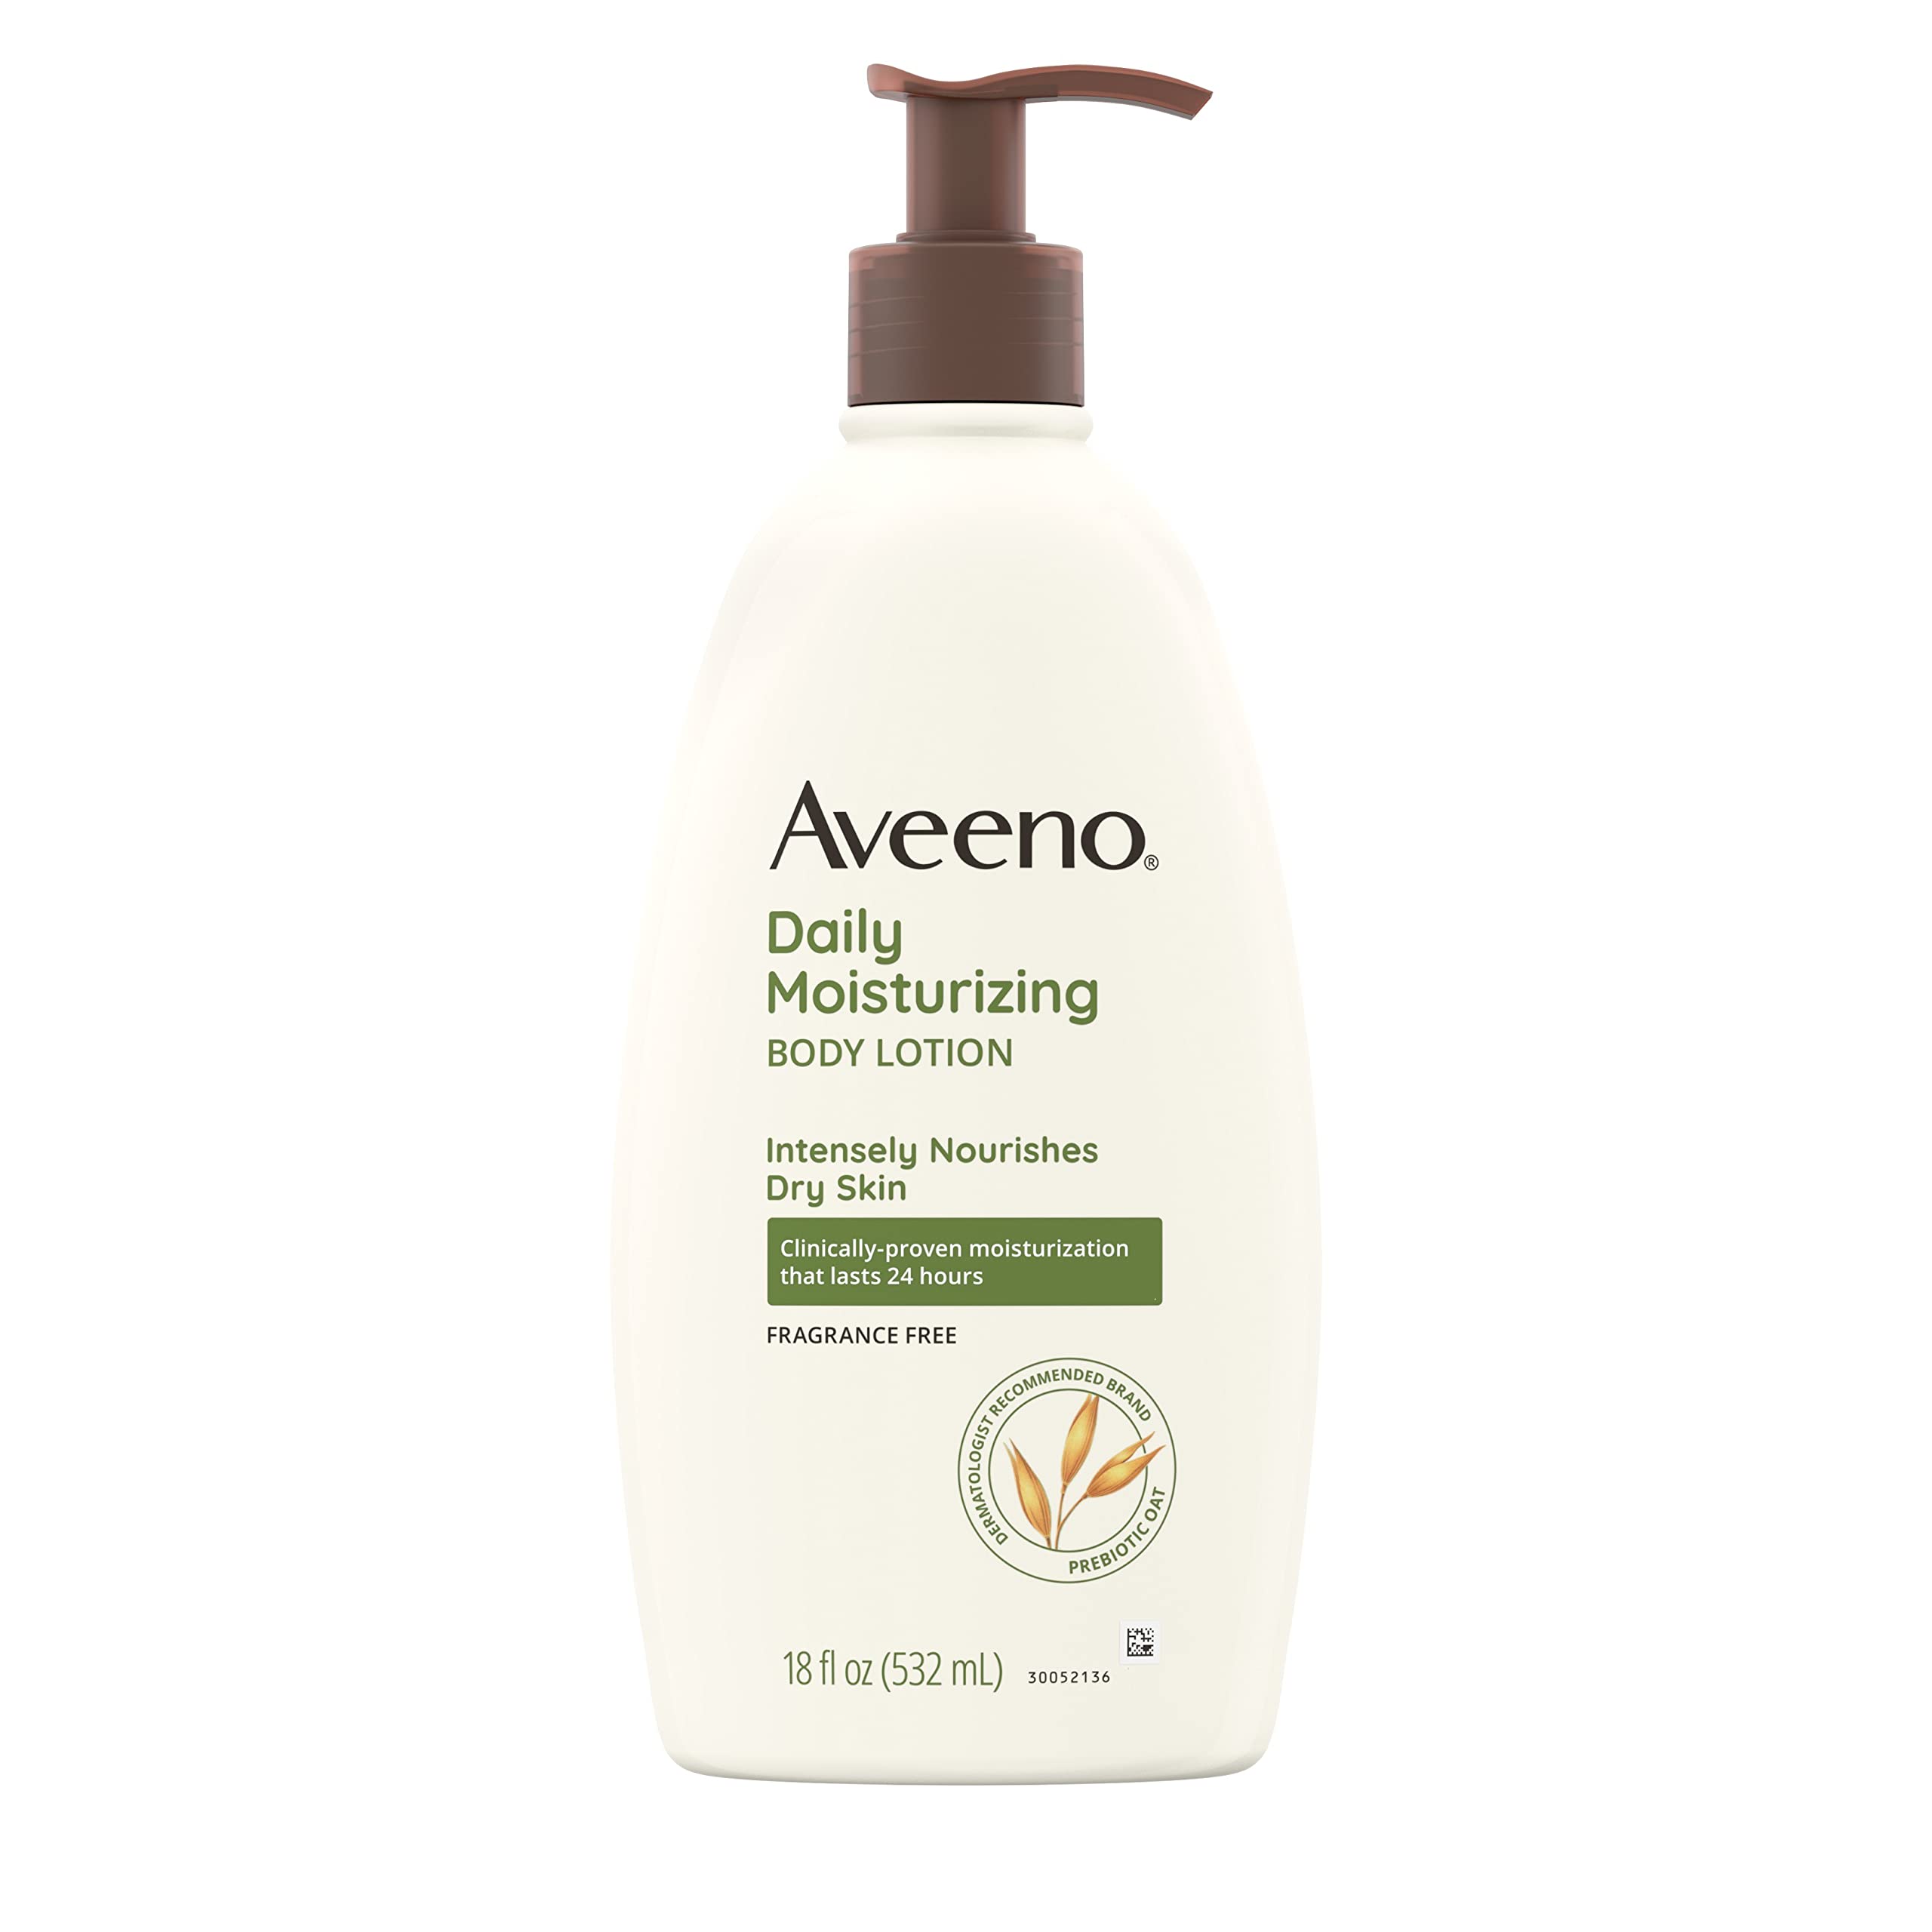 Aveeno®
Daily
Moisturizing
BODY LOTION
Intensely Nourishes
Dry Skin
Clinically-proven moisturization
that lasts 24 hours
FRAGRANCE FREE
DERMATOLOGIST RECOMMENDED BRAND
PREBIOTIC OAT
18 fl oz (532 mL)
30052136